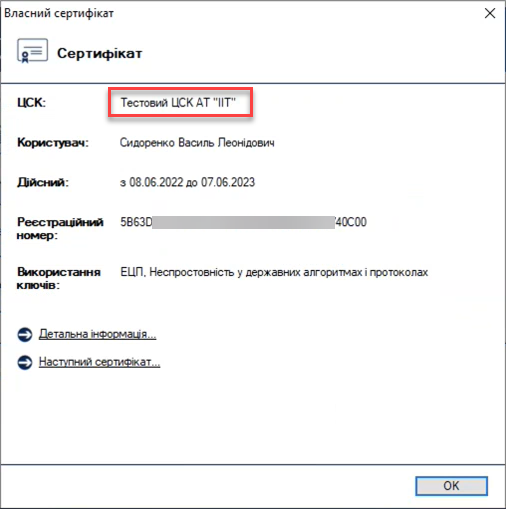 Власний сертифікат
Сертифікат
ЦСК: Тестовий ЦСК АТ "ІІТ"
Користувач: Сидоренко Василь Леонідович
Дійсний: з 08.06.2022 до 07.06.2023
Реєстраційний номер: 5B63D 40C00
Використання ключів: ЕЦП, Неспростовність у державних алгоритмах і протоколах
Детальна інформація...
Наступний сертифікат...
OK